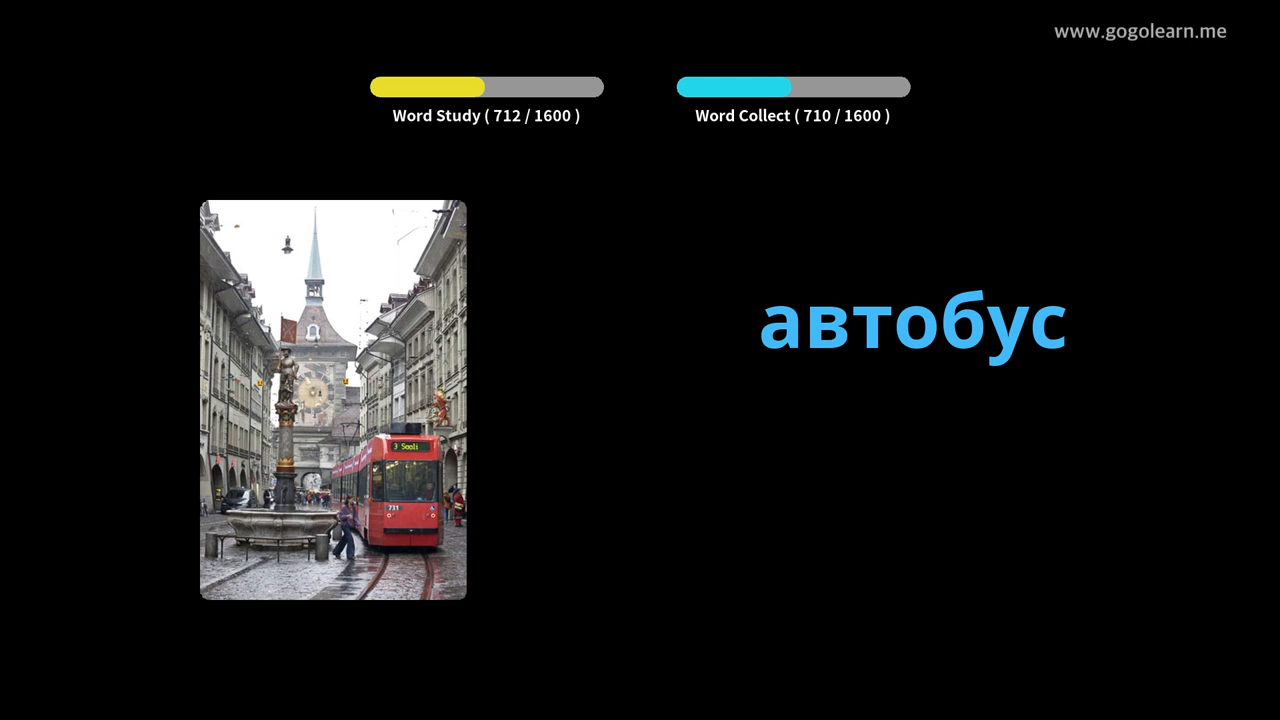 www.gogolearn.me
Word Study ( 712 / 1600 )
Word Collect ( 710 / 1600 )
автобус
3 Saali
731